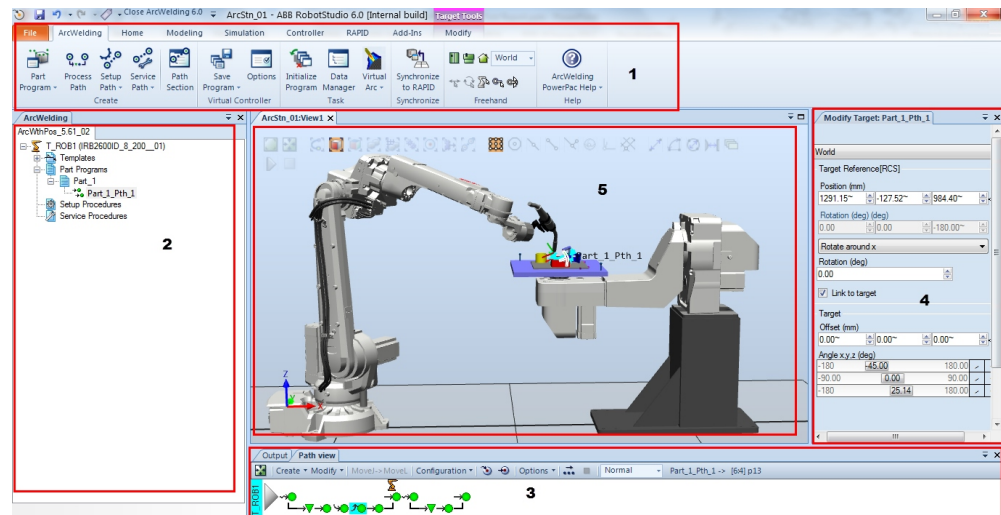 Close ArcWelding 6.0
ArcStn_01 - ABB RobotStudio 6.0 [Internal build]
Target Tools
File
ArcWelding
Home
Modeling
Simulation
Controller
RAPID
Add-Ins
Modify
Part Program
Process Path
Setup Path
Service Path
Path Section
Save Program
Options
Initialize Program
Data Manager
Virtual Arc
Synchronize to RAPID
World
ArcWelding PowerPac Help
Create
Virtual Controller
Task
Synchronize
Freehand
Help
1
ArcWelding
ArcWthPos_5.61_02
T_ROB1 (IRB2600ID_8_200__01)
Templates
Part Programs
Part_1
Part_1_Pth_1
Setup Procedures
Service Procedures
2
ArcStn_01:View1
5
Part_1_Pth_1
Z
X
Modify Target: Part_1_Pth_1
World
Target Reference[RCS]
Position (mm)
1291.15~ -127.52~ 984.40~
Rotation (deg) (deg)
0.00 0.00 -180.00~
Rotate around x
Rotation (deg)
0.00
Link to target
4
Target
Offset (mm)
0.00~ 0.00~ 0.00~
Angle x,y,z (deg)
-180 -45.00 180.00
-90.00 0.00 90.00
-180 25.14 180.00
Output
Path view
Create Modify MoveJ->MoveL Configuration Options Normal Part_1_Pth_1 -> [6:4] p13
T_ROB1
3